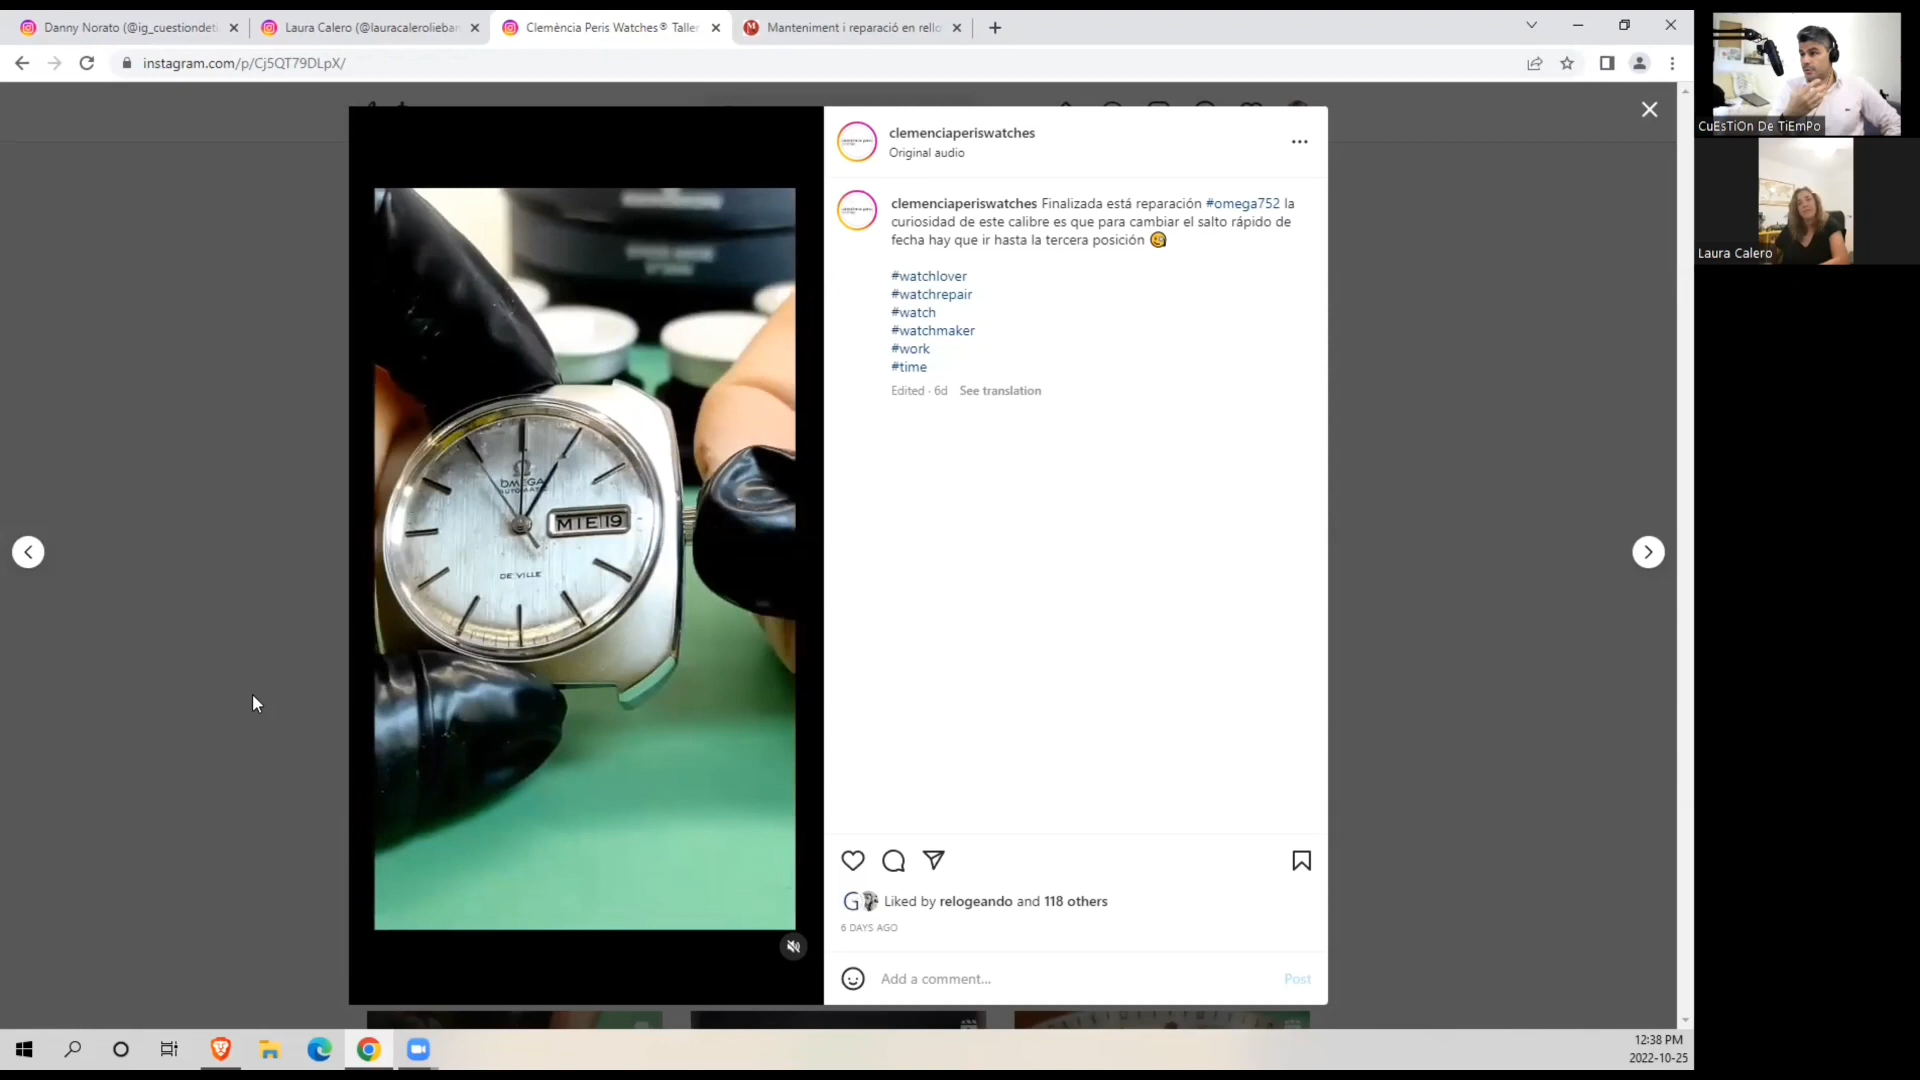 Danny Norato (@ig_cuestiondeti
Laura Calero (@lauracalerolieban
Clemència Peris Watches® Taller
Manteniment i reparació en rello
instagram.com/p/Cj5QT79DLpX/
CuEsTiOn De TiEmPo
Laura Calero
clemenciaperiswatches
Original audio
clemenciaperiswatches Finalizada está reparación #omega752 la
curiosidad de este calibre es que para cambiar el salto rápido de
fecha hay que ir hasta la tercera posición
#watchlover
#watchrepair
#watch
#watchmaker
#work
#time
Edited · 6d See translation
OMEGA
AUTOMATIC
MIE 19
DE VILLE
Liked by relogeando and 118 others
6 DAYS AGO
Add a comment...
Post
12:38 PM
2022-10-25